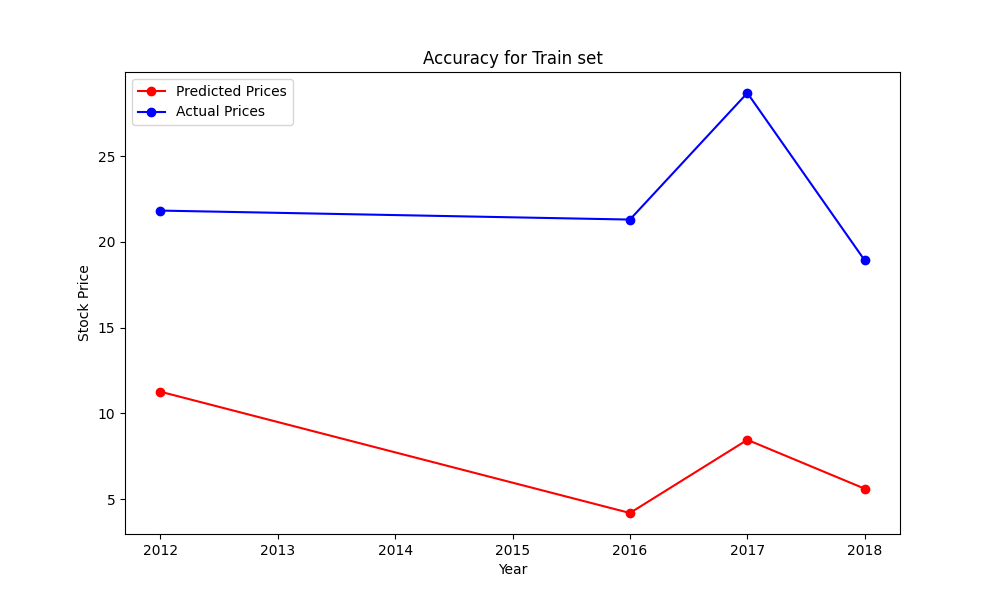 Accuracy for Train set
Predicted Prices
Actual Prices
Stock Price
25
20
15
10
5
2012 2013 2014 2015 2016 2017 2018
Year